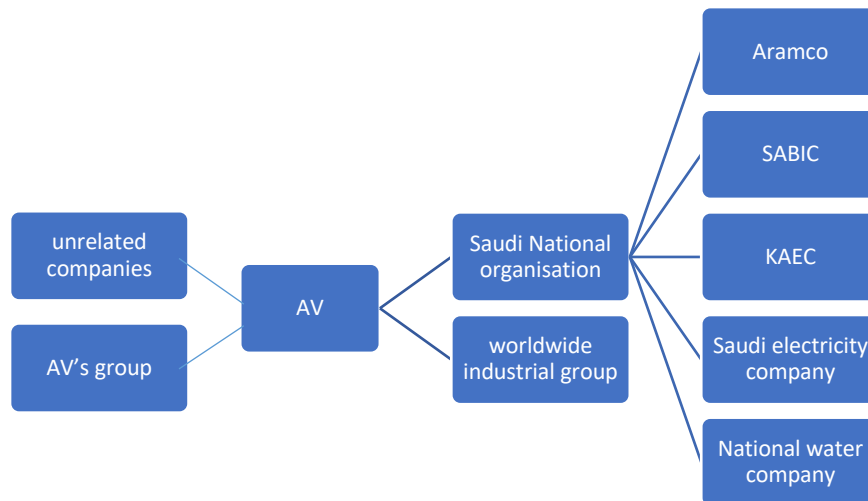 unrelated
companies
AV's group
AV
Saudi National
organisation
worldwide
industrial group
Aramco
SABIC
KAEC
Saudi electricity
company
National water
company